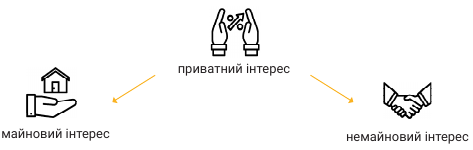 приватний інтерес
майновий інтерес
немайновий інтерес